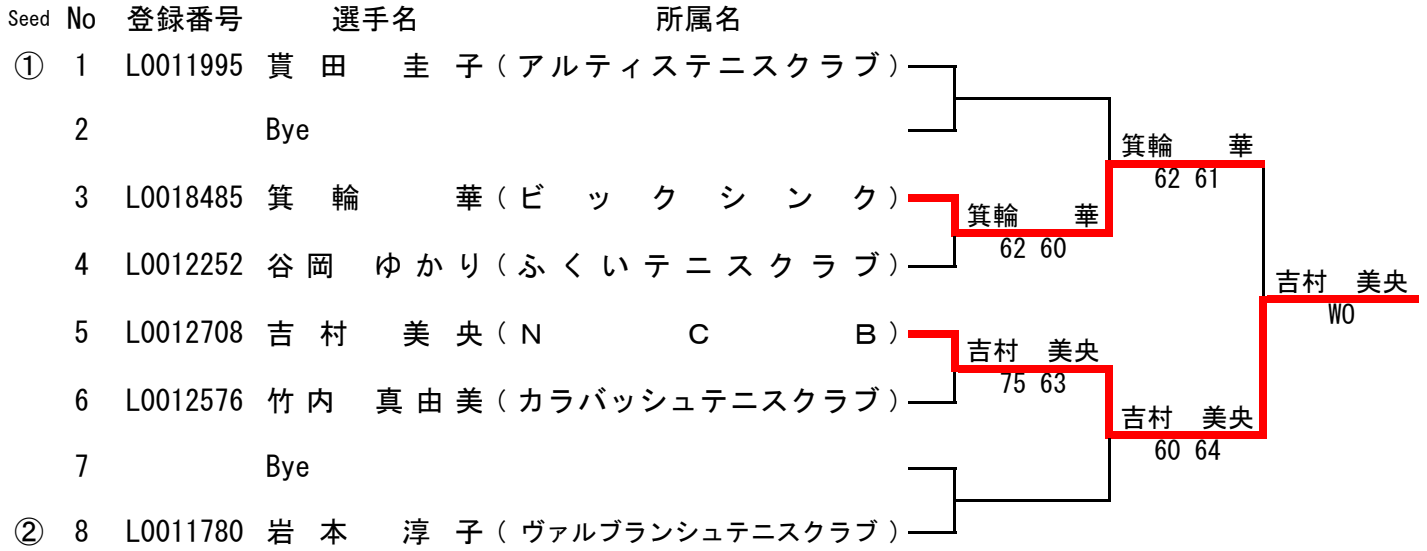 Seed No 登録番号 選手名 所属名
① 1 L0011995 貰田 圭子(アルティステニスクラブ)
2 Bye
箕輪 華
62 61
3 L0018485 箕輪 華(ビックシンク)
箕輪 華
62 60
4 L0012252 谷岡 ゆかり(ふくいテニスクラブ)
吉村 美央
WO
5 L0012708 吉村 美央(NCB)
吉村 美央
75 63
6 L0012576 竹内 真由美(カラバッシュテニスクラブ)
吉村 美央
60 64
7 Bye
② 8 L0011780 岩本 淳子(ヴァルブランシュテニスクラブ)